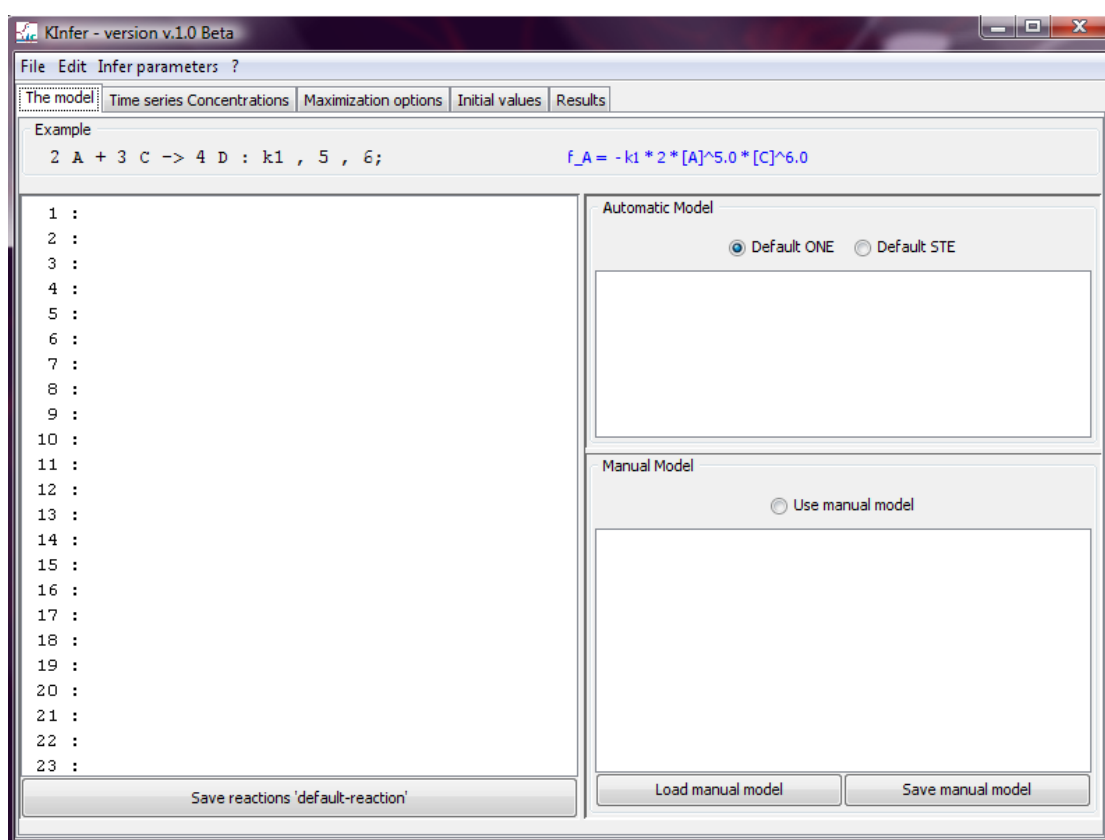 KInfer - version v.1.0 Beta
File Edit Infer parameters ?
The model Time series Concentrations Maximization options Initial values Results
Example
2 A + 3 C -> 4 D : k1 , 5 , 6; f_A = - k1 * 2 * [A]^5.0 * [C]^6.0
1 :
2 :
3 :
4 :
5 :
6 :
7 :
8 :
9 :
10 :
11 :
12 :
13 :
14 :
15 :
16 :
17 :
18 :
19 :
20 :
21 :
22 :
23 :
Save reactions 'default-reaction'
Automatic Model
Default ONE Default STE
Manual Model
Use manual model
Load manual model Save manual model